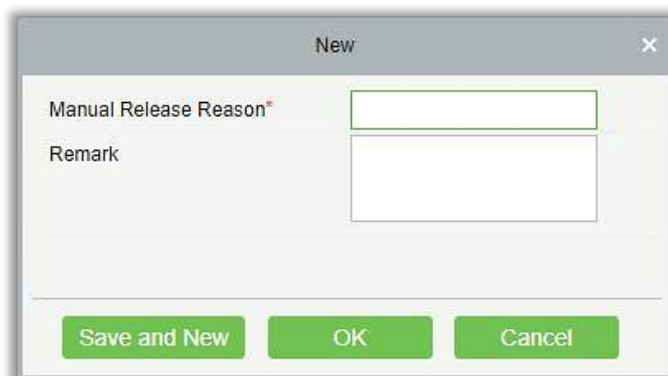 New
×
Manual Release Reason*
Remark
Save and New OK Cancel